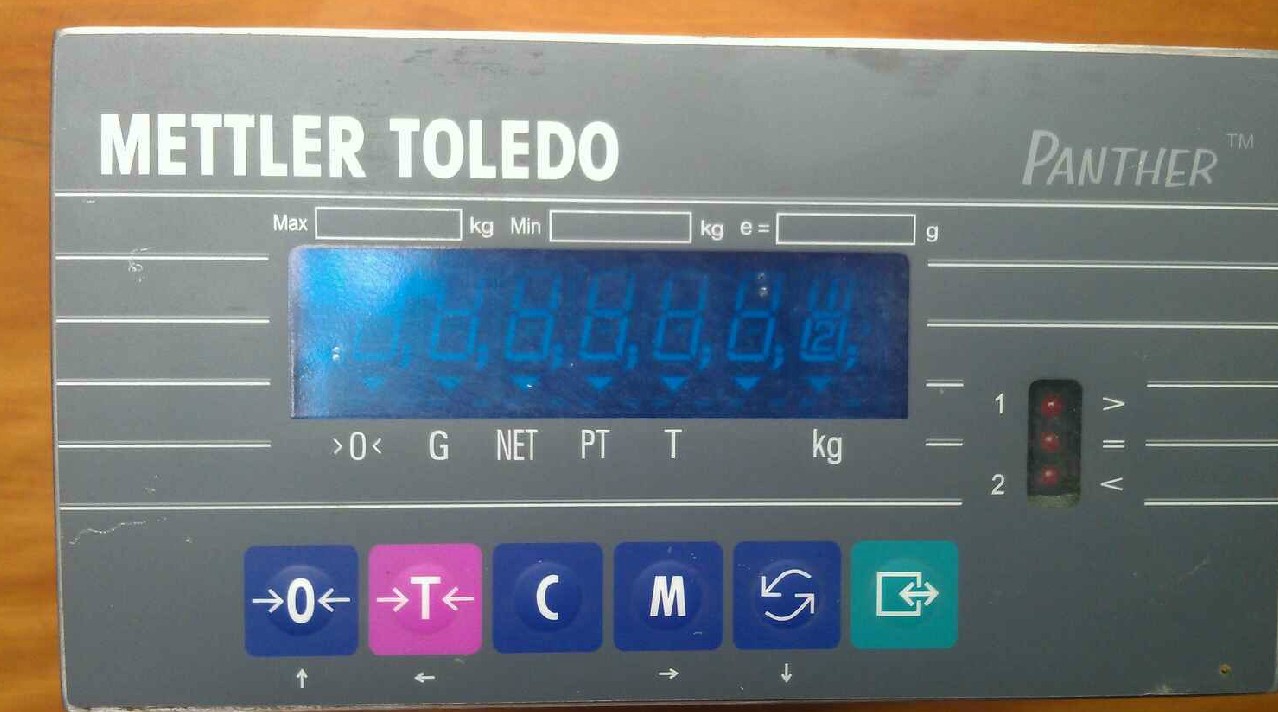 METTLER TOLEDO
PANTHER™
Max kg Min kg e= g
>0< G NET PT T kg
1 >
=
2 <
→0← →T← C M
↑ ← → ↓